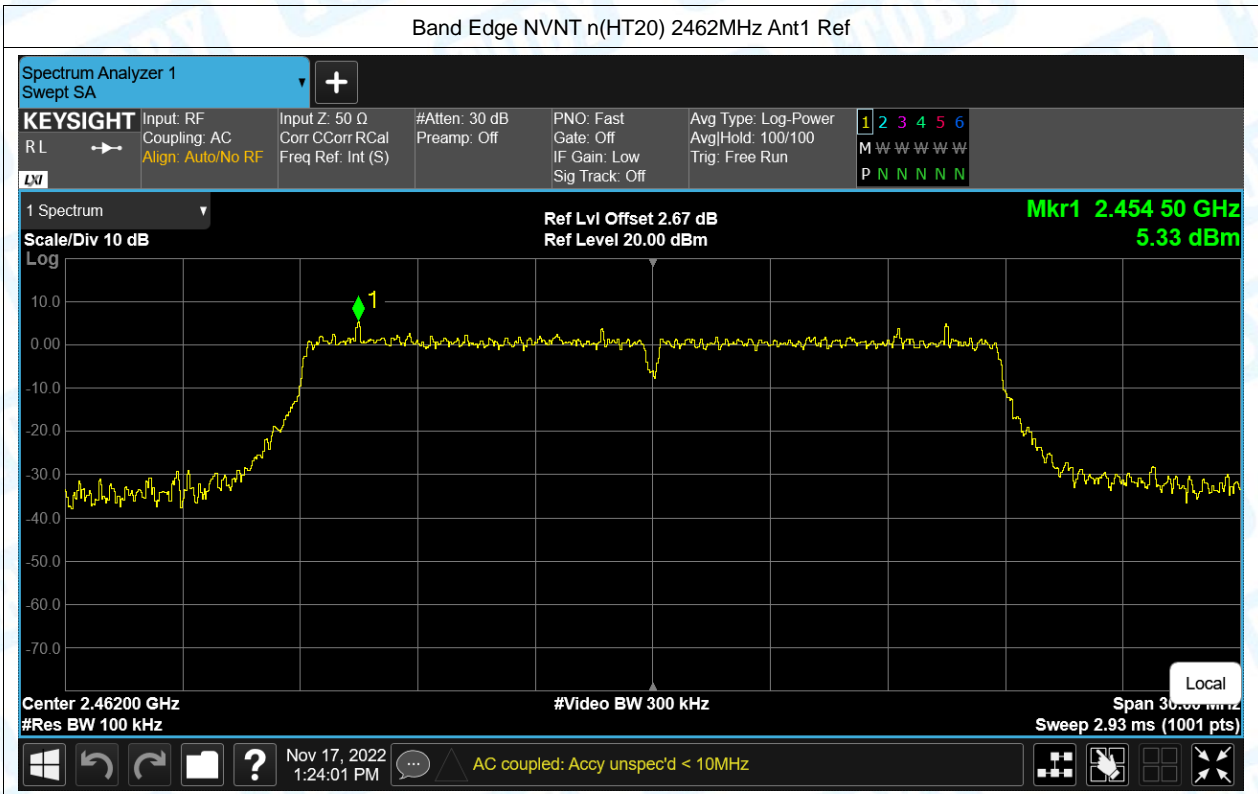 Band Edge NVNT n(HT20) 2462MHz Ant1 Ref
Spectrum Analyzer 1
Swept SA
KEYSIGHT
RL
LXI
Input: RF
Coupling: AC
Align: Auto/No RF
Input Z: 50 Ω
Corr CCorr RCal
Freq Ref: Int (S)
#Atten: 30 dB
Preamp: Off
PNO: Fast
Gate: Off
IF Gain: Low
Sig Track: Off
Avg Type: Log-Power
Avg|Hold: 100/100
Trig: Free Run
1 2 3 4 5 6
M W W W W W W
P N N N N N
1 Spectrum
Scale/Div 10 dB
Log
Ref Lvl Offset 2.67 dB
Ref Level 20.00 dBm
Mkr1 2.454 50 GHz
5.33 dBm
1
10.0
0.00
-10.0
-20.0
-30.0
-40.0
-50.0
-60.0
-70.0
Local
Center 2.46200 GHz
#Res BW 100 kHz
#Video BW 300 kHz
Span 30.00 MHz
Sweep 2.93 ms (1001 pts)
?
Nov 17, 2022
1:24:01 PM
AC coupled: Accy unspec'd < 10MHz